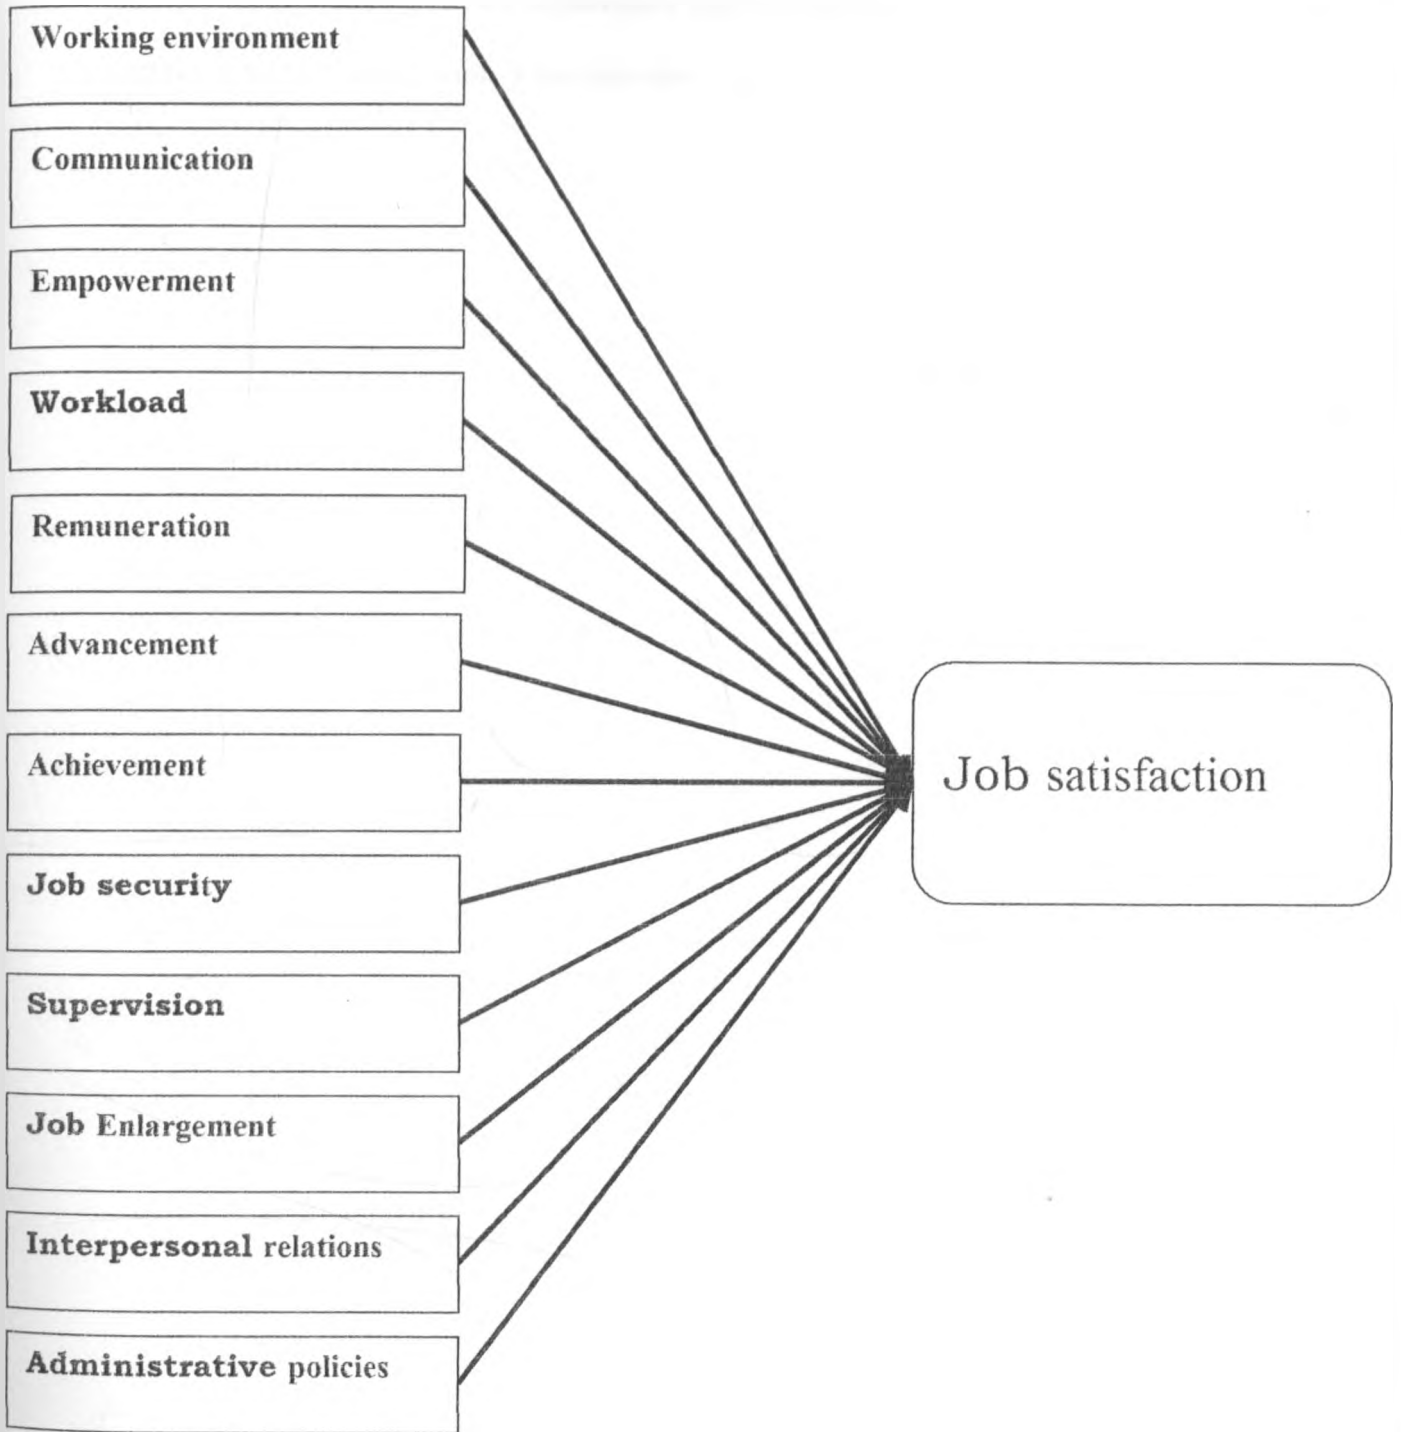 Working environment
Communication
Empowerment
Workload
Remuneration
Advancement
Achievement
Job security
Supervision
Job Enlargement
Interpersonal relations
Administrative policies
Job satisfaction